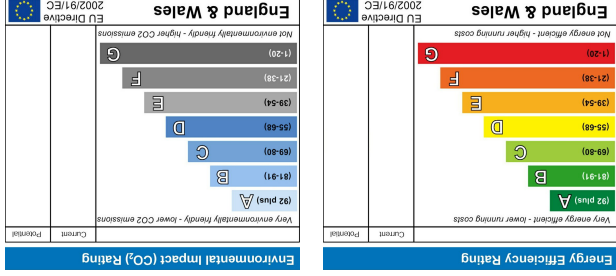 Energy Efficiency Rating
Current
Potential
Very energy efficient - lower running costs
(92 plus) A
(81-91) B
(69-80) C
(55-68) D
(39-54) E
(21-38) F
(1-20) G
Not energy efficient - higher running costs
England & Wales
EU Directive
2002/91/EC
Environmental Impact (CO₂) Rating
Current
Potential
Very environmentally friendly - lower CO2 emissions
(92 plus) A
(81-91) B
(69-80) C
(55-68) D
(39-54) E
(21-38) F
(1-20) G
Not environmentally friendly - higher CO2 emissions
England & Wales
EU Directive
2002/91/EC